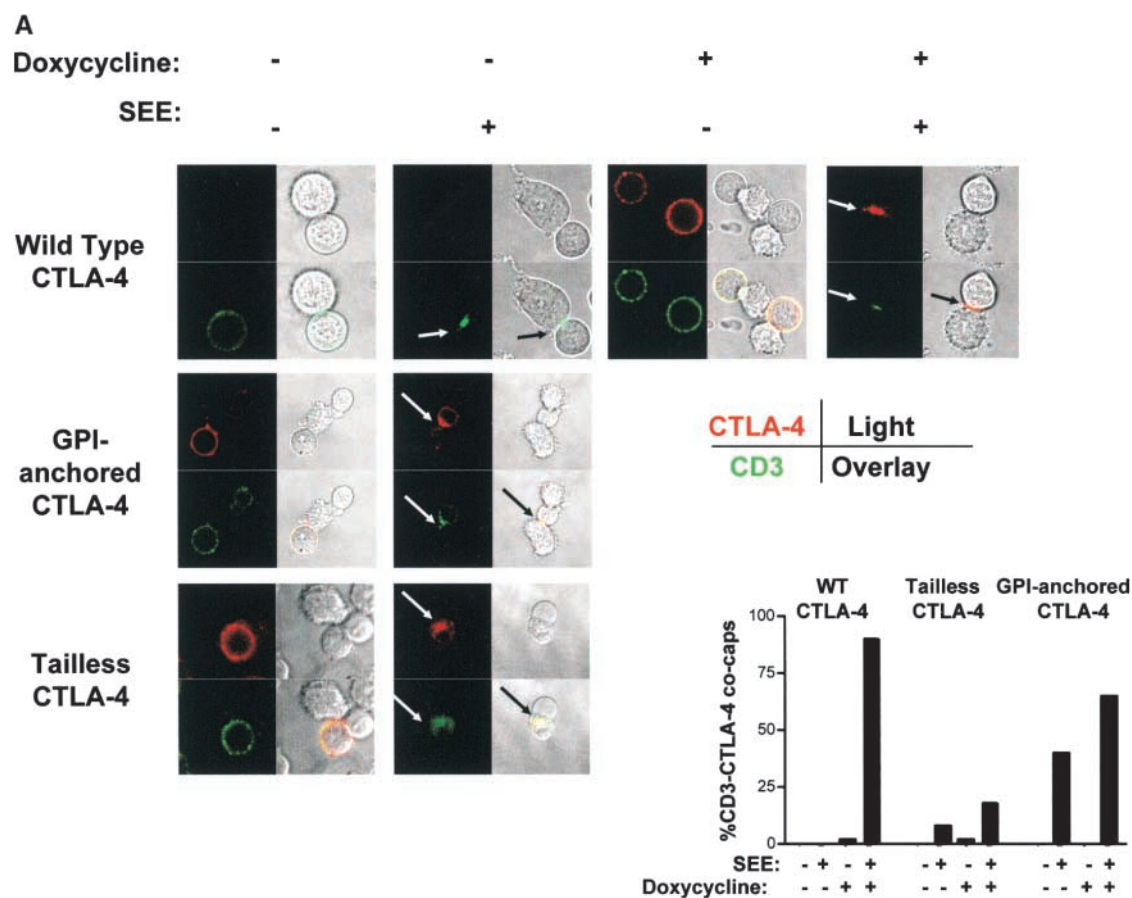 A
Doxycycline: - - + +
SEE: - + - +
Wild Type
CTLA-4
GPI-
anchored
CTLA-4
Tailless
CTLA-4
CTLA-4 Light
CD3 Overlay
WT
CTLA-4
Tailless
CTLA-4
GPI-anchored
CTLA-4
%CD3-CTLA-4 co-caps
100
75
50
25
0
SEE: - + - + - + - + - + - +
Doxycycline: - - + + - - + + - - + +